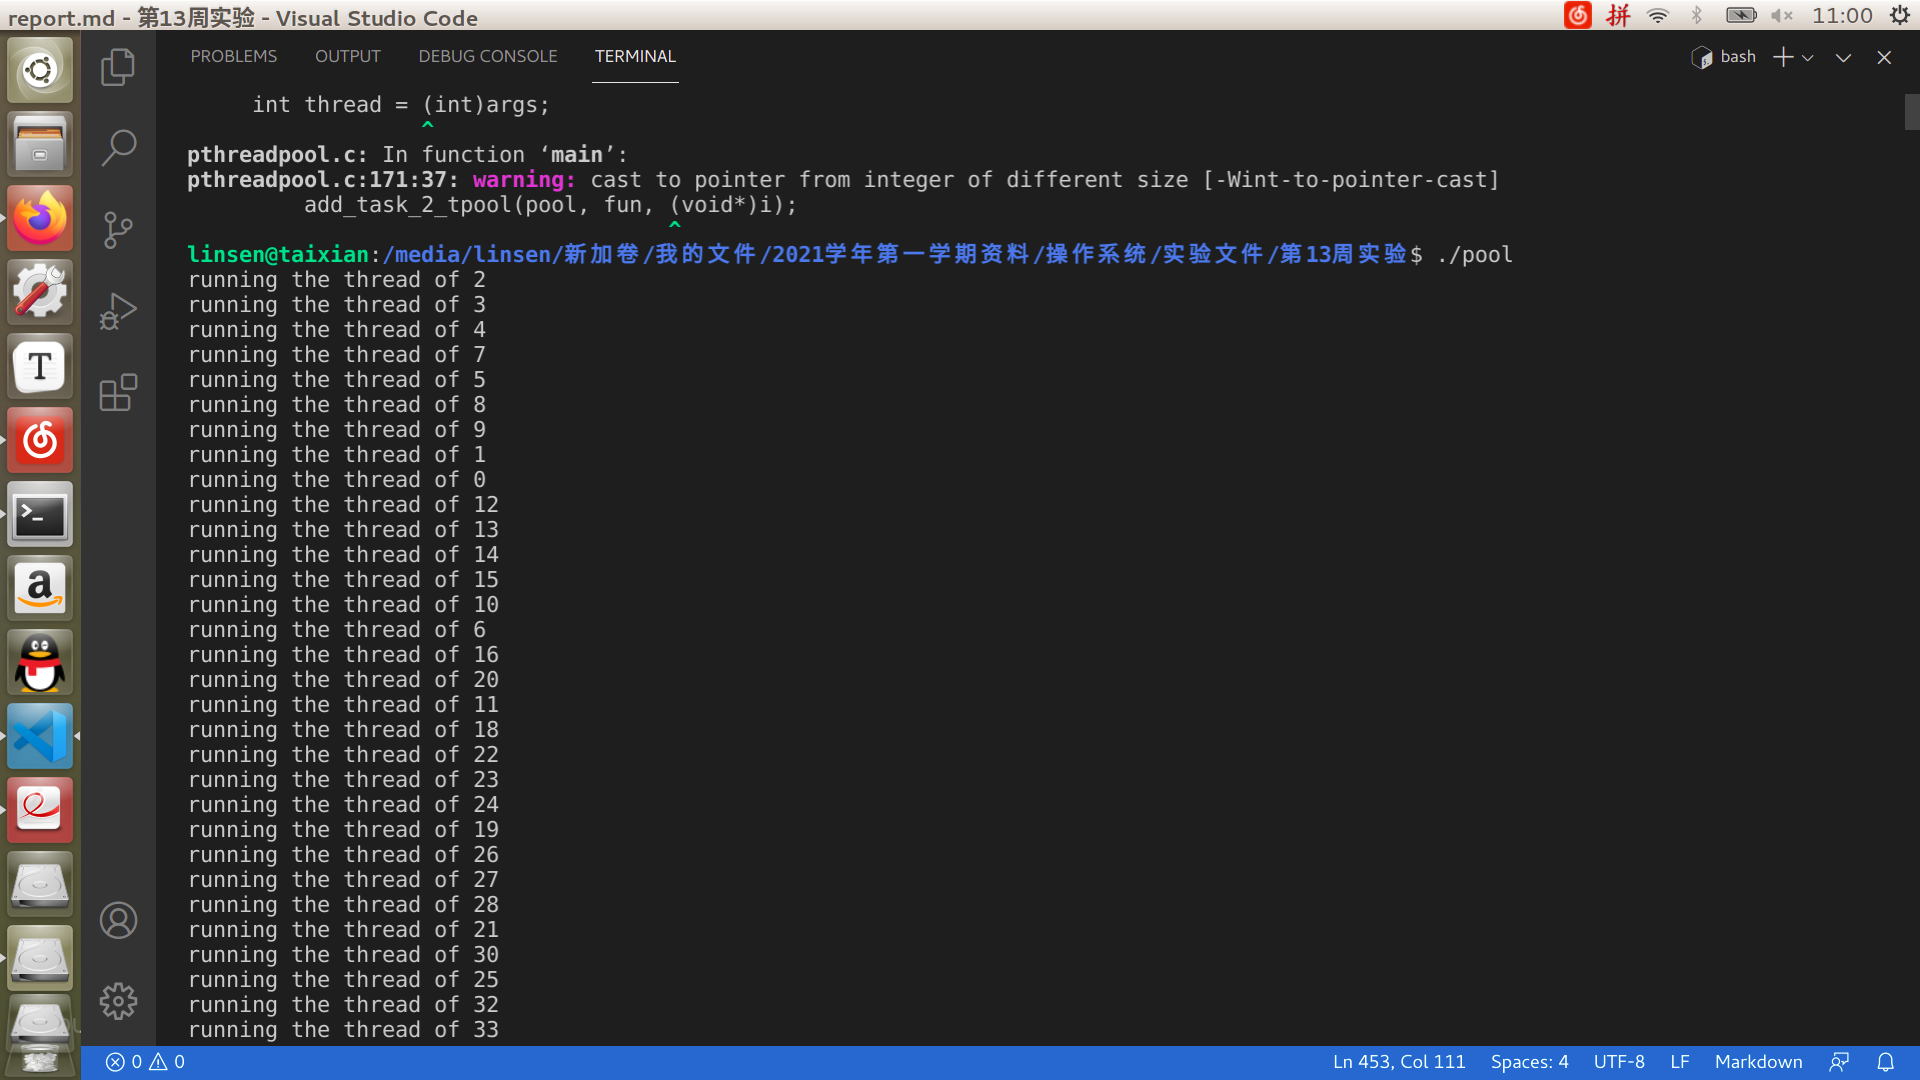 report.md - 第13周实验 - Visual Studio Code
拼
11:00
PROBLEMS OUTPUT DEBUG CONSOLE TERMINAL
bash
int thread = (int)args;
^
pthreadpool.c: In function ‘main’:
pthreadpool.c:171:37: warning: cast to pointer from integer of different size [-Wint-to-pointer-cast]
add_task_2_tpool(pool, fun, (void*)i);
^
linsen@taixian:/media/linsen/新加卷/我的文件/2021学年第一学期资料/操作系统/实验文件/第13周实验$ ./pool
running the thread of 2
running the thread of 3
running the thread of 4
running the thread of 7
running the thread of 5
running the thread of 8
running the thread of 9
running the thread of 1
running the thread of 0
running the thread of 12
running the thread of 13
running the thread of 14
running the thread of 15
running the thread of 10
running the thread of 6
running the thread of 16
running the thread of 20
running the thread of 11
running the thread of 18
running the thread of 22
running the thread of 23
running the thread of 24
running the thread of 19
running the thread of 26
running the thread of 27
running the thread of 28
running the thread of 21
running the thread of 30
running the thread of 25
running the thread of 32
running the thread of 33
0 0
Ln 453, Col 111 Spaces: 4 UTF-8 LF Markdown